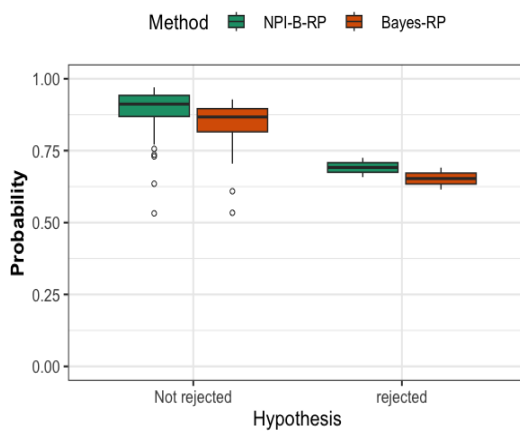 Method NPI-B-RP Bayes-RP
Probability
1.00
0.75
0.50
0.25
0.00
Not rejected rejected
Hypothesis